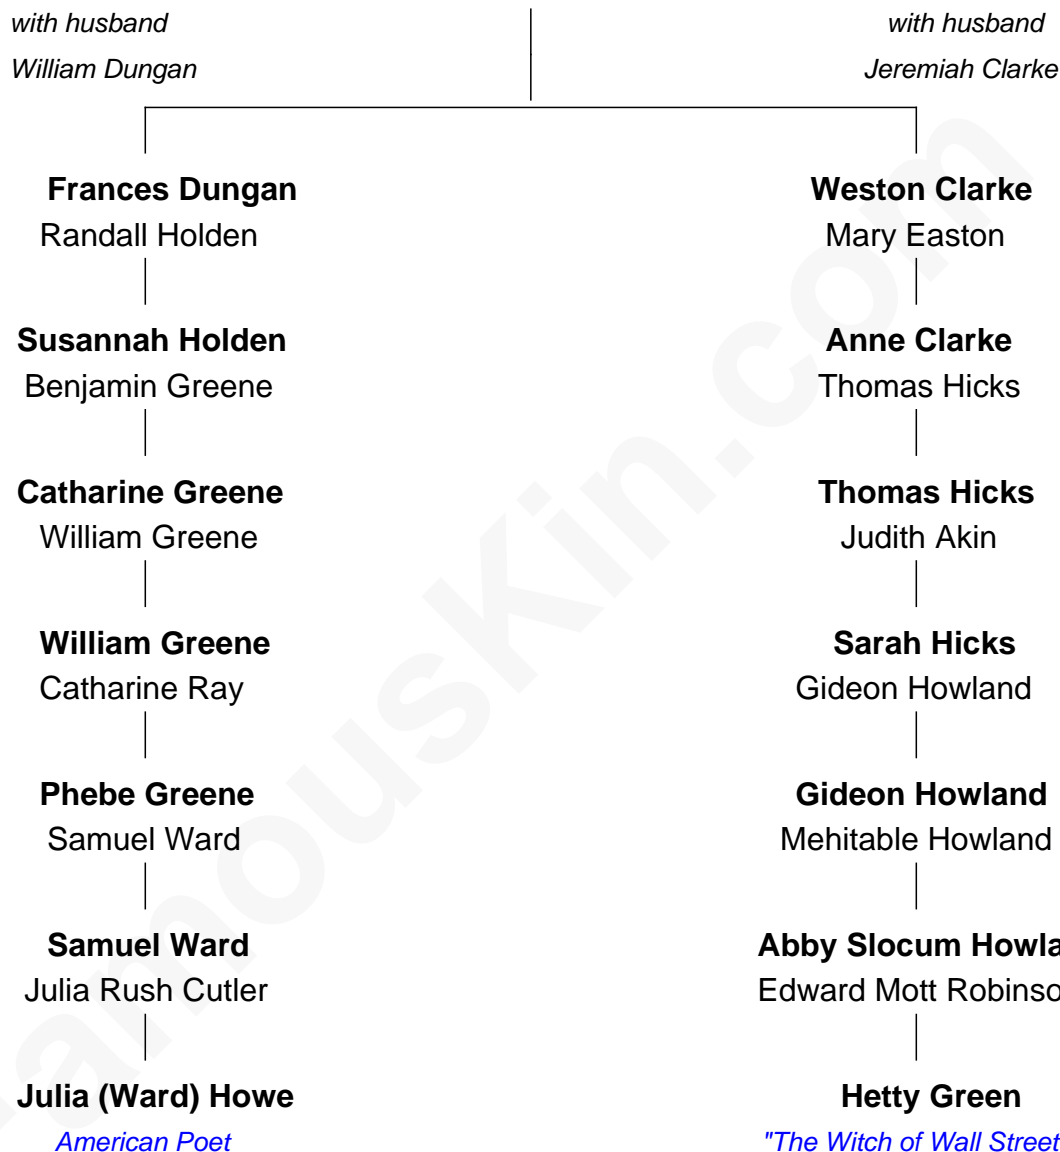 with husband
William Dungan
with husband
Jeremiah Clarke
Frances Dungan
Randall Holden
Weston Clarke
Mary Easton
Susannah Holden
Benjamin Greene
Anne Clarke
Thomas Hicks
Catharine Greene
William Greene
Thomas Hicks
Judith Akin
William Greene
Catharine Ray
Sarah Hicks
Gideon Howland
Phebe Greene
Samuel Ward
Gideon Howland
Mehitable Howland
Samuel Ward
Julia Rush Cutler
Abby Slocum Howla
Edward Mott Robinso
Julia (Ward) Howe
American Poet
Hetty Green
"The Witch of Wall Street
amousKin.com